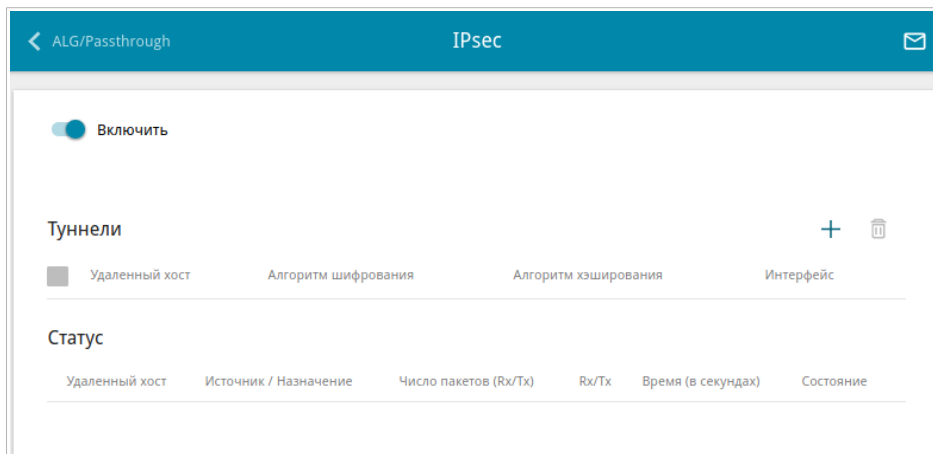 ALG/Passthrough IPsec
Включить
Туннели
Удаленный хост Алгоритм шифрования Алгоритм хэширования Интерфейс
Статус
Удаленный хост Источник / Назначение Число пакетов (Rx/Tx) Rx/Tx Время (в секундах) Состояние